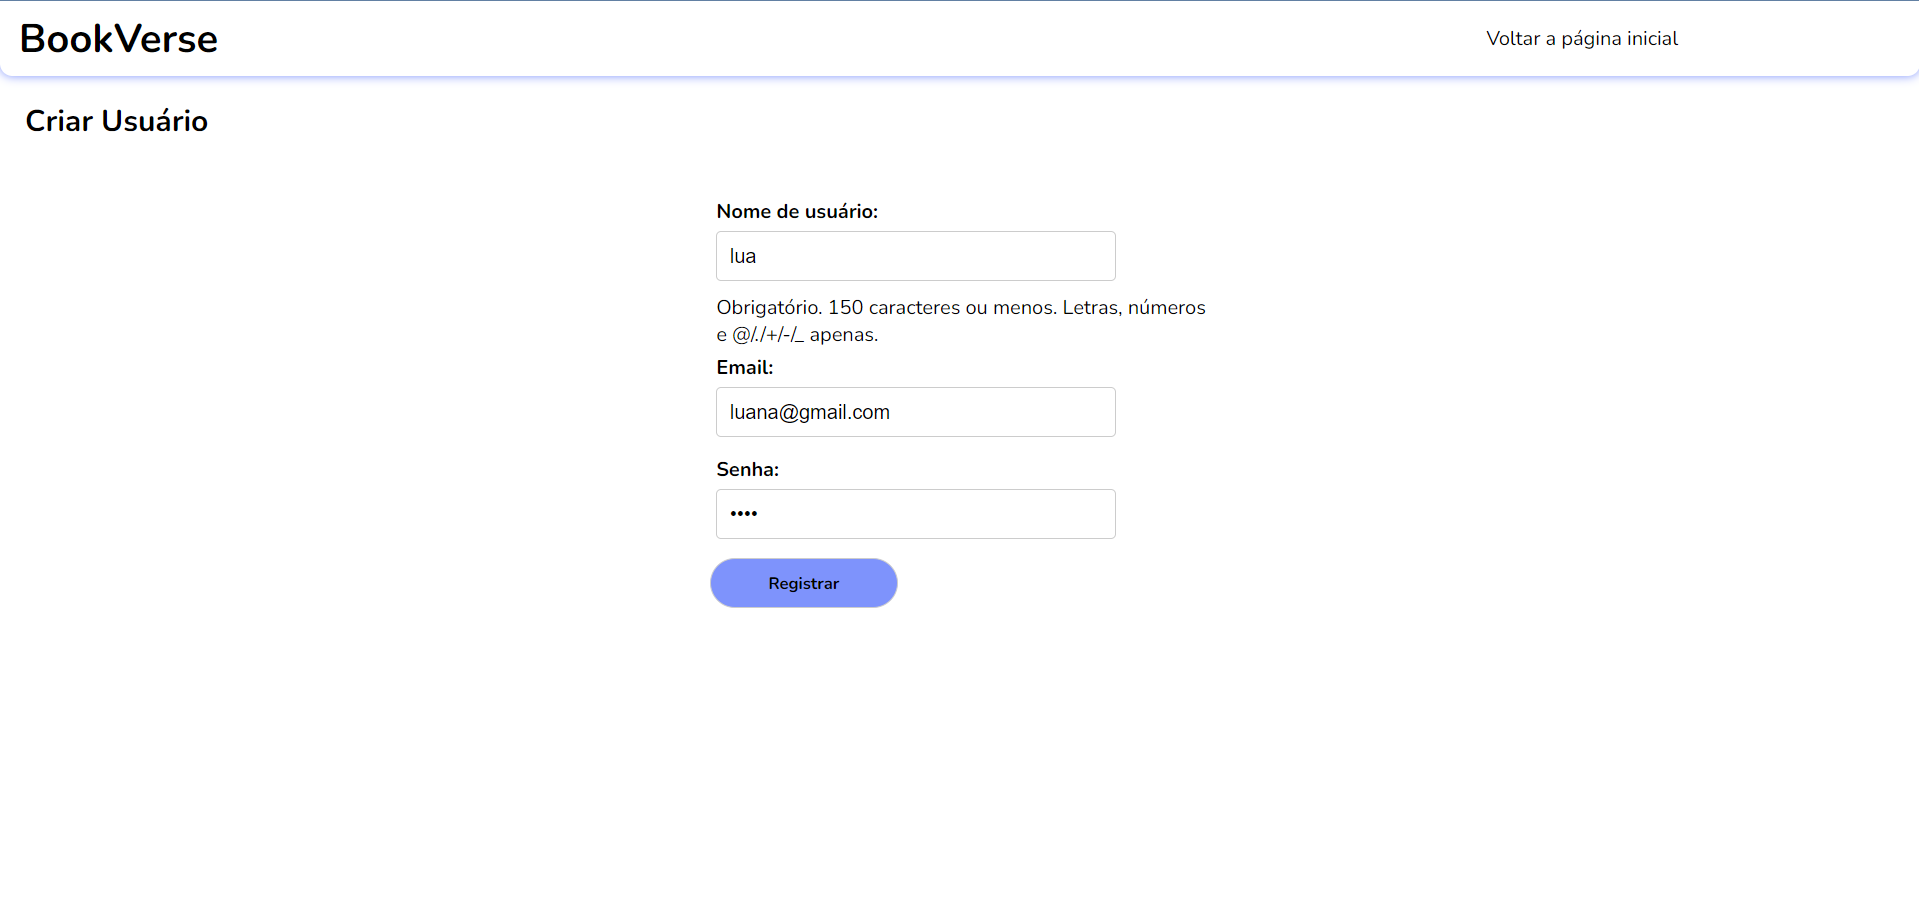 BookVerse
Voltar a página inicial
Criar Usuário
Nome de usuário:
lua
Obrigatório. 150 caracteres ou menos. Letras, números
e @/./+/-/_ apenas.
Email:
luana@gmail.com
Senha:
••••
Registrar